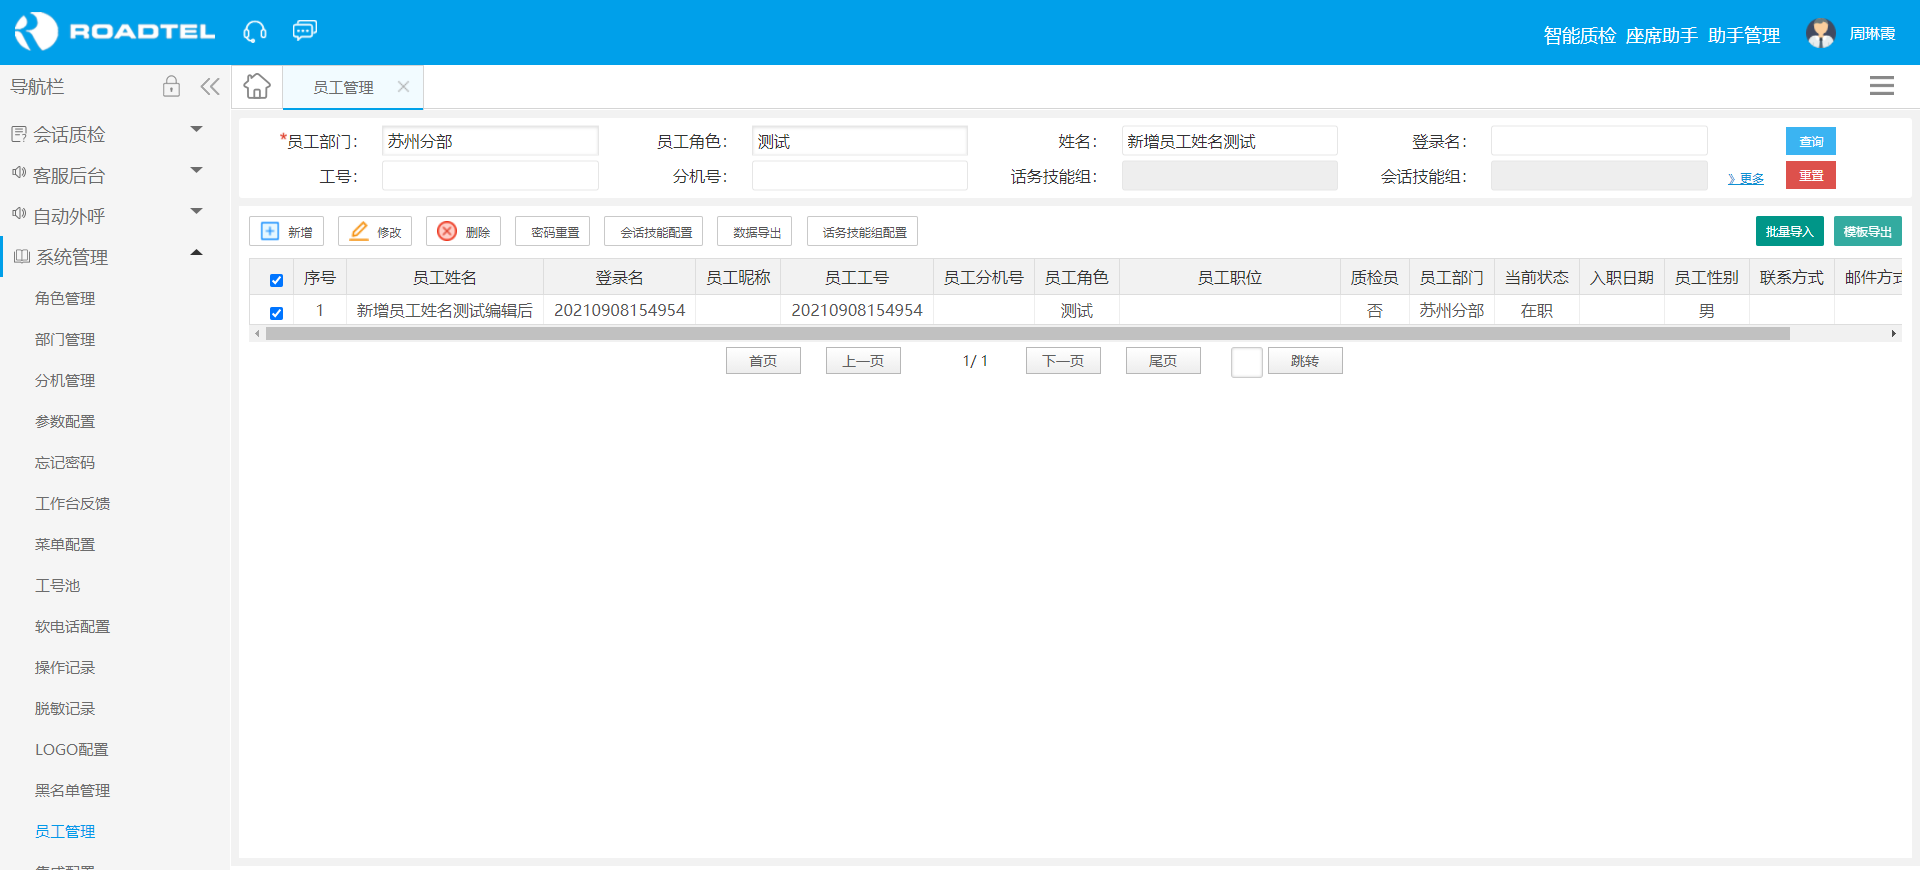 ROADTEL
智能质检 座席助手 助手管理 周琳霞
导航栏
员工管理
会话质检
客服后台
自动外呼
系统管理
角色管理
部门管理
分机管理
参数配置
忘记密码
工作台反馈
菜单配置
工号池
软电话配置
操作记录
脱敏记录
LOGO配置
黑名单管理
员工管理
*员工部门： 苏州分部 员工角色： 测试 姓名： 新增员工姓名测试 登录名： 查询
工号： 分机号： 话务技能组： 会话技能组： 》更多 重置
新增 修改 删除 密码重置 会话技能配置 数据导出 话务技能组配置 批量导入 模板导出
序号 员工姓名 登录名 员工昵称 员工工号 员工分机号 员工角色 员工职位 质检员 员工部门 当前状态 入职日期 员工性别 联系方式 邮件方式
1 新增员工姓名测试编辑后 20210908154954 20210908154954 测试 否 苏州分部 在职 男
首页 上一页 1/ 1 下一页 尾页 跳转